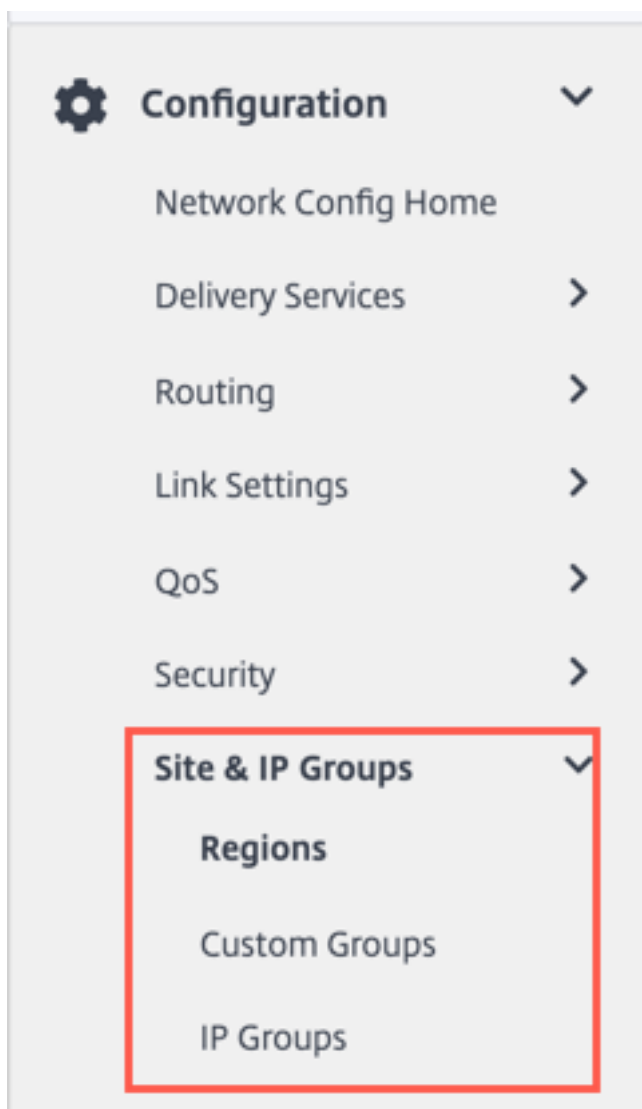 Configuration
Network Config Home
Delivery Services
Routing
Link Settings
QoS
Security
Site & IP Groups
Regions
Custom Groups
IP Groups